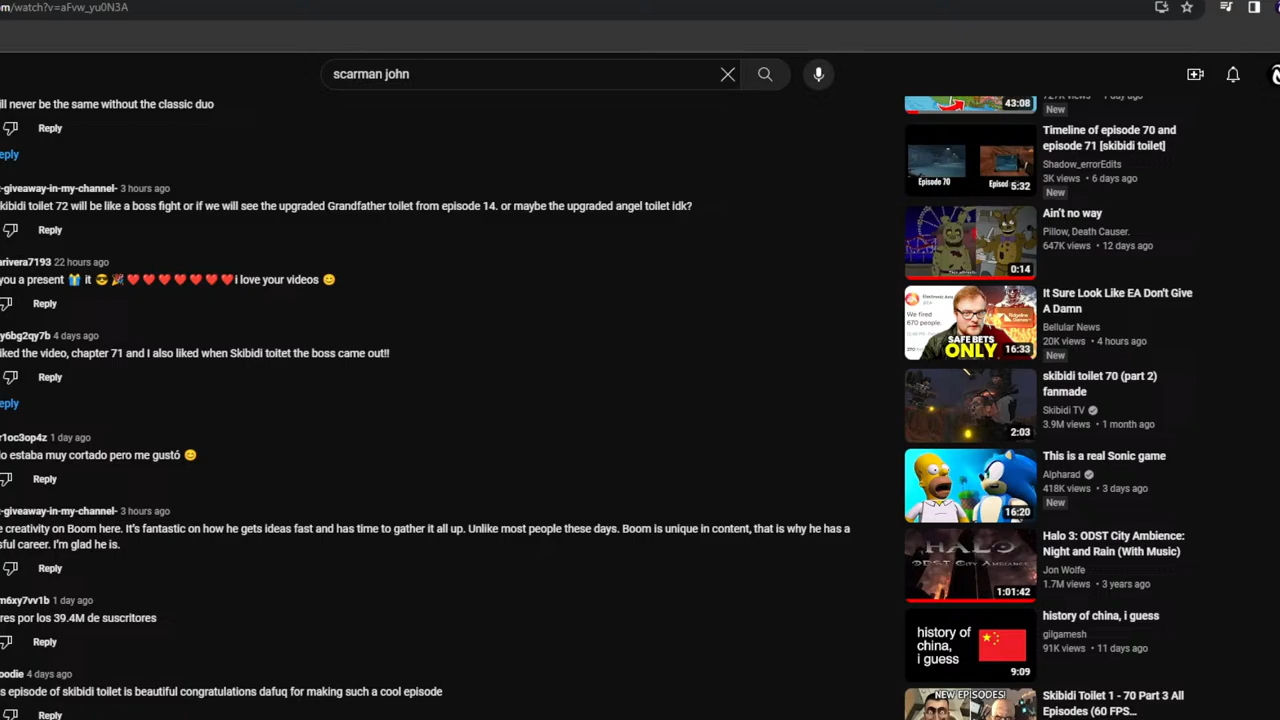 om/watch?v=aFvw_yu0N3A
scarman john
ill never be the same without the classic duo
Reply
eply
-giveaway-in-my-channel- 3 hours ago
kibidi toilet 72 will be like a boss fight or if we will see the upgraded Grandfather toilet from episode 14. or maybe the upgraded angel toilet idk?
Reply
arivera7193 22 hours ago
you a present 🎁 it 😎 🎉 ❤️ ❤️ ❤️ ❤️ ❤️ ❤️ ❤️i love your videos 😊
Reply
y6bg2qy7b 4 days ago
iked the video, chapter 71 and I also liked when Skibidi toitet the boss came out!!
Reply
eply
r1oc3op4z 1 day ago
lo estaba muy cortado pero me gustó 😊
Reply
-giveaway-in-my-channel- 3 hours ago
e creativity on Boom here. It's fantastic on how he gets ideas fast and has time to gather it all up. Unlike most people these days. Boom is unique in content, that is why he has a
sful career. I'm glad he is.
Reply
m6xy7vv1b 1 day ago
res por los 39.4M de suscritores
Reply
oodie 4 days ago
s episode of skibidi toilet is beautiful congratulations dafuq for making such a cool episode
Reply
43:08
727K views • 1 day ago
New
Episode 70
Episod
5:32
Timeline of episode 70 and
episode 71 [skibidi toilet]
Shadow_errorEdits
3K views • 6 days ago
New
0:14
Ain't no way
Pillow, Death Causer.
647K views • 12 days ago
We fired
670 people.
SAFE BETS
ONLY
16:33
It Sure Look Like EA Don't Give
A Damn
Bellular News
20K views • 4 hours ago
New
2:03
skibidi toilet 70 (part 2)
fanmade
Skibidi TV
3.9M views • 1 month ago
16:20
This is a real Sonic game
Alpharad
418K views • 3 days ago
New
HALO
ODST CITY AMBIANCE
1:01:42
Halo 3: ODST City Ambience:
Night and Rain (With Music)
Jon Wolfe
1.7M views • 3 years ago
history of
china,
i guess
9:09
history of china, i guess
gilgamesh
91K views • 11 days ago
NEW EPISODES!
Skibidi Toilet 1 - 70 Part 3 All
Episodes (60 FPS...